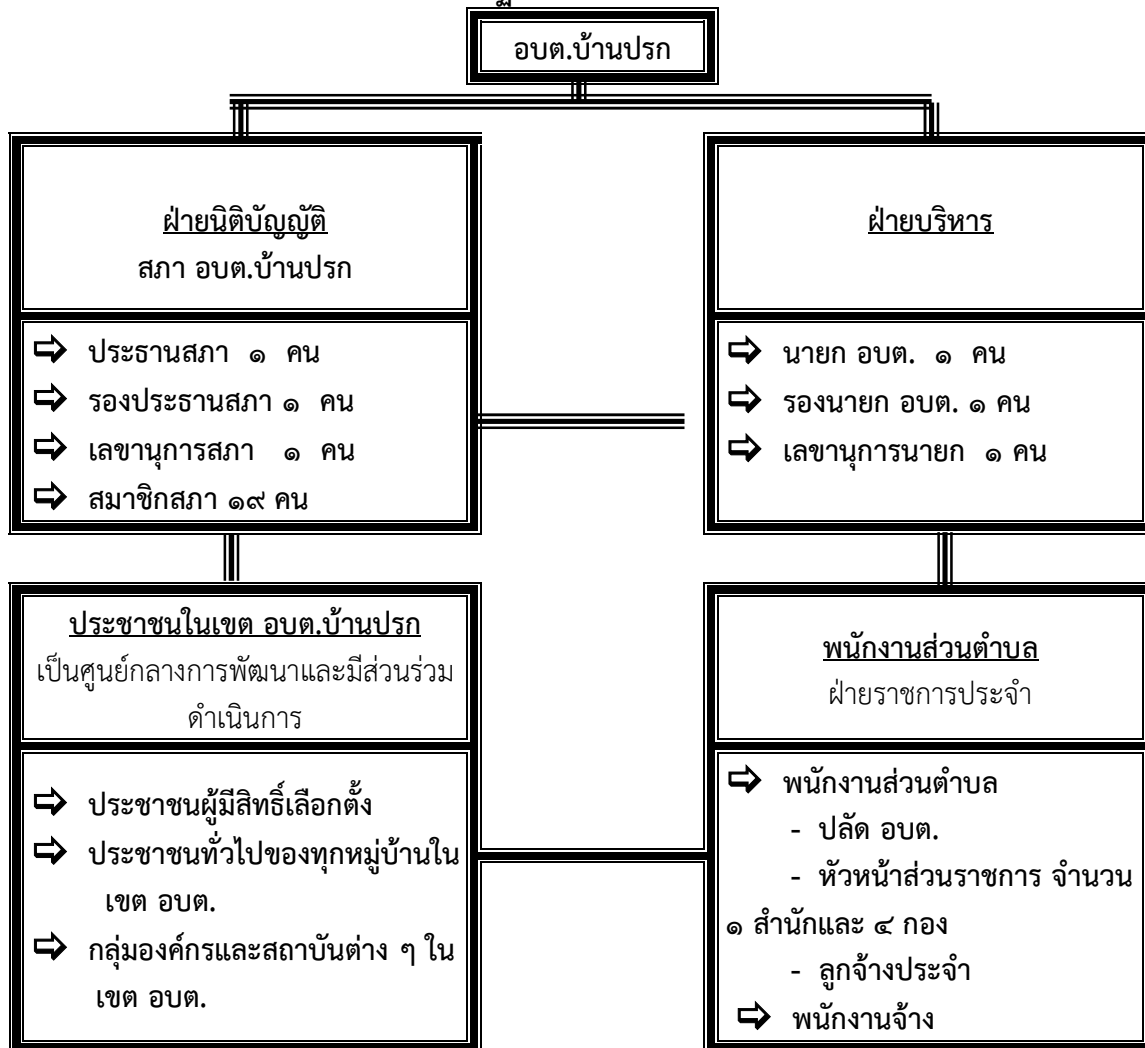 อบต.บ้านปรก
ฝ่ายนิติบัญญัติ
สภา อบต.บ้านปรก
⇨ ประธานสภา ๑ คน
⇨ รองประธานสภา ๑ คน
⇨ เลขานุการสภา ๑ คน
⇨ สมาชิกสภา ๑๙ คน
ฝ่ายบริหาร
⇨ นายก อบต. ๑ คน
⇨ รองนายก อบต. ๑ คน
⇨ เลขานุการนายก ๑ คน
ประชาชนในเขต อบต.บ้านปรก
เป็นศูนย์กลางการพัฒนาและมีส่วนร่วม
ดำเนินการ
⇨ ประชาชนผู้มีสิทธิ์เลือกตั้ง
⇨ ประชาชนทั่วไปของทุกหมู่บ้านใน
เขต อบต.
⇨ กลุ่มองค์กรและสถาบันต่าง ๆ ใน
เขต อบต.
พนักงานส่วนตำบล
ฝ่ายราชการประจำ
⇨ พนักงานส่วนตำบล
- ปลัด อบต.
- หัวหน้าส่วนราชการ จำนวน
๑ สำนักและ ๔ กอง
- ลูกจ้างประจำ
⇨ พนักงานจ้าง